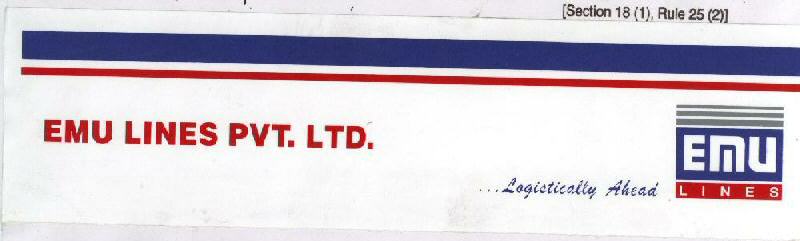 [Section 18 (1), Rule 25 (2)]
EMU LINES PVT. LTD.
...Logistically Ahead
EMU
LINES